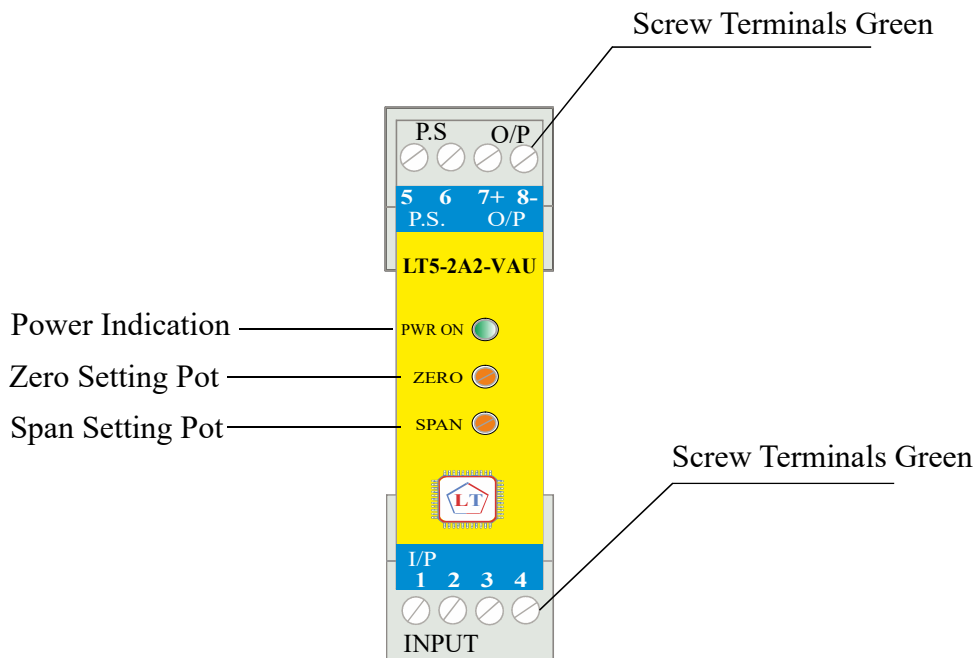 Screw Terminals Green
P.S O/P
5 6 7+ 8-
P.S. O/P
LT5-2A2-VAU
Power Indication
PWR ON
Zero Setting Pot
ZERO
Span Setting Pot
SPAN
Screw Terminals Green
LT
I/P
1 2 3 4
INPUT